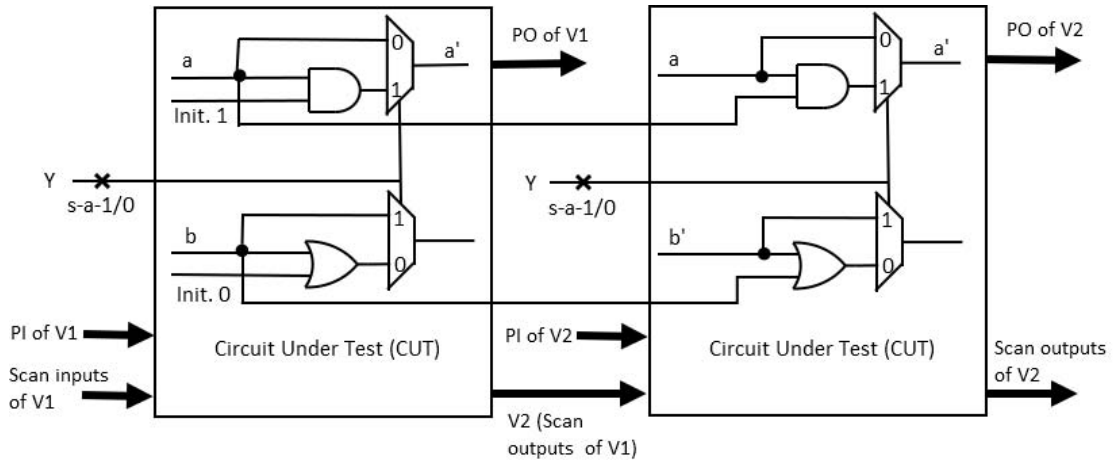 PO of V1
PO of V2
0
a
a'
1
Init. 1
0
a
a'
1
Y
s-a-1/0
Y
s-a-1/0
1
b
0
Init. 0
1
b'
0
PI of V1
Circuit Under Test (CUT)
PI of V2
Circuit Under Test (CUT)
Scan inputs
of V1
V2 (Scan
outputs of V1)
Scan outputs
of V2